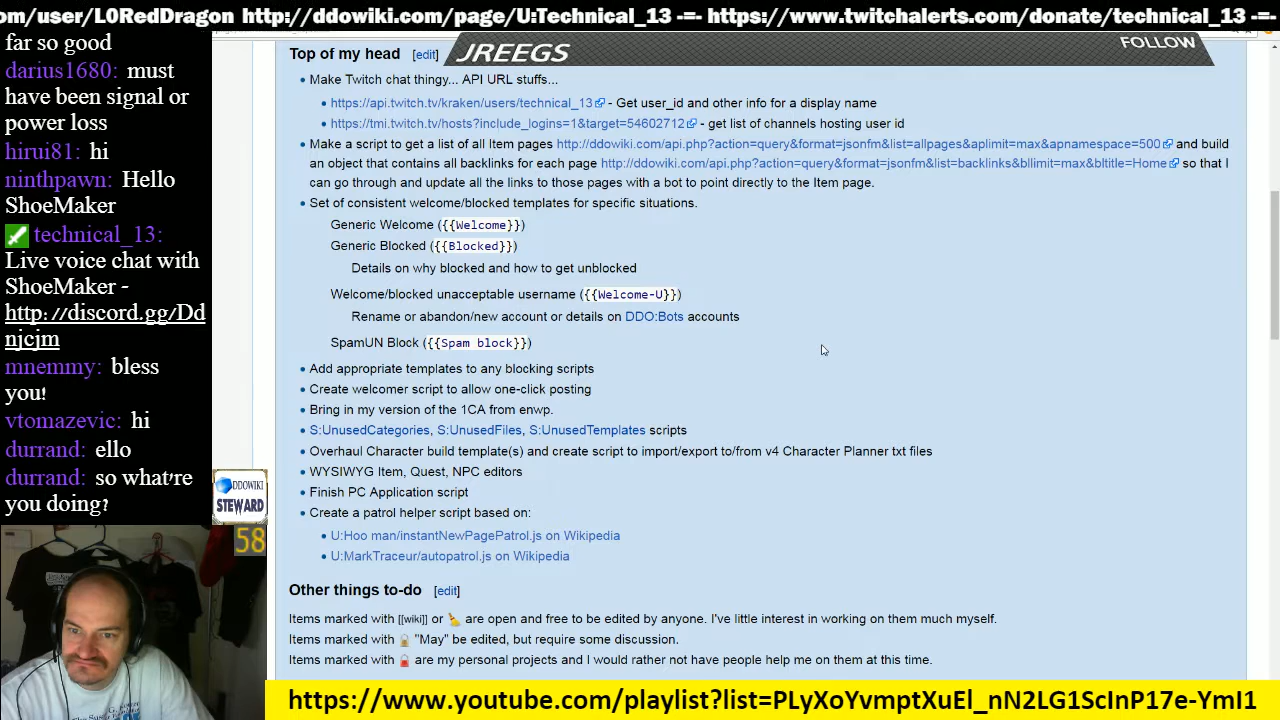 om/user/L0RedDragon http://ddowiki.com/page/U:Technical_13 -=- https://www.twitchalerts.com/donate/technical_13 -=-
far so good
darius1680: must
have been signal or
power loss
hirui81: hi
ninthpawn: Hello
ShoeMaker
technical_13:
Live voice chat with
ShoeMaker -
http://discord.gg/Dd
njcjm
mnemmy: bless
you!
vtomazevic: hi
durrand: ello
durrand: so what're
you doing?
DDOWIKI
STEWARD
58
JREEGS
FOLLOW
Top of my head [edit]
Make Twitch chat thingy... API URL stuffs...
https://api.twitch.tv/kraken/users/technical_13 - Get user_id and other info for a display name
https://tmi.twitch.tv/hosts?include_logins=1&target=54602712 - get list of channels hosting user id
Make a script to get a list of all Item pages http://ddowiki.com/api.php?action=query&format=jsonfm&list=allpages&aplimit=max&apnamespace=500 and build
an object that contains all backlinks for each page http://ddowiki.com/api.php?action=query&format=jsonfm&list=backlinks&bllimit=max&bltitle=Home so that I
can go through and update all the links to those pages with a bot to point directly to the Item page.
Set of consistent welcome/blocked templates for specific situations.
Generic Welcome ({{Welcome}})
Generic Blocked ({{Blocked}})
Details on why blocked and how to get unblocked
Welcome/blocked unacceptable username ({{Welcome-U}})
Rename or abandon/new account or details on DDO:Bots accounts
SpamUN Block ({{Spam block}})
Add appropriate templates to any blocking scripts
Create welcomer script to allow one-click posting
Bring in my version of the 1CA from enwp.
S:UnusedCategories, S:UnusedFiles, S:UnusedTemplates scripts
Overhaul Character build template(s) and create script to import/export to/from v4 Character Planner txt files
WYSIWYG Item, Quest, NPC editors
Finish PC Application script
Create a patrol helper script based on:
U:Hoo man/instantNewPagePatrol.js on Wikipedia
U:MarkTraceur/autopatrol.js on Wikipedia
Other things to-do [edit]
Items marked with [[wiki]] or are open and free to be edited by anyone. I've little interest in working on them much myself.
Items marked with "May" be edited, but require some discussion.
Items marked with are my personal projects and I would rather not have people help me on them at this time.
https://www.youtube.com/playlist?list=PLyXoYvmptXuEl_nN2LG1ScInP17e-YmI1